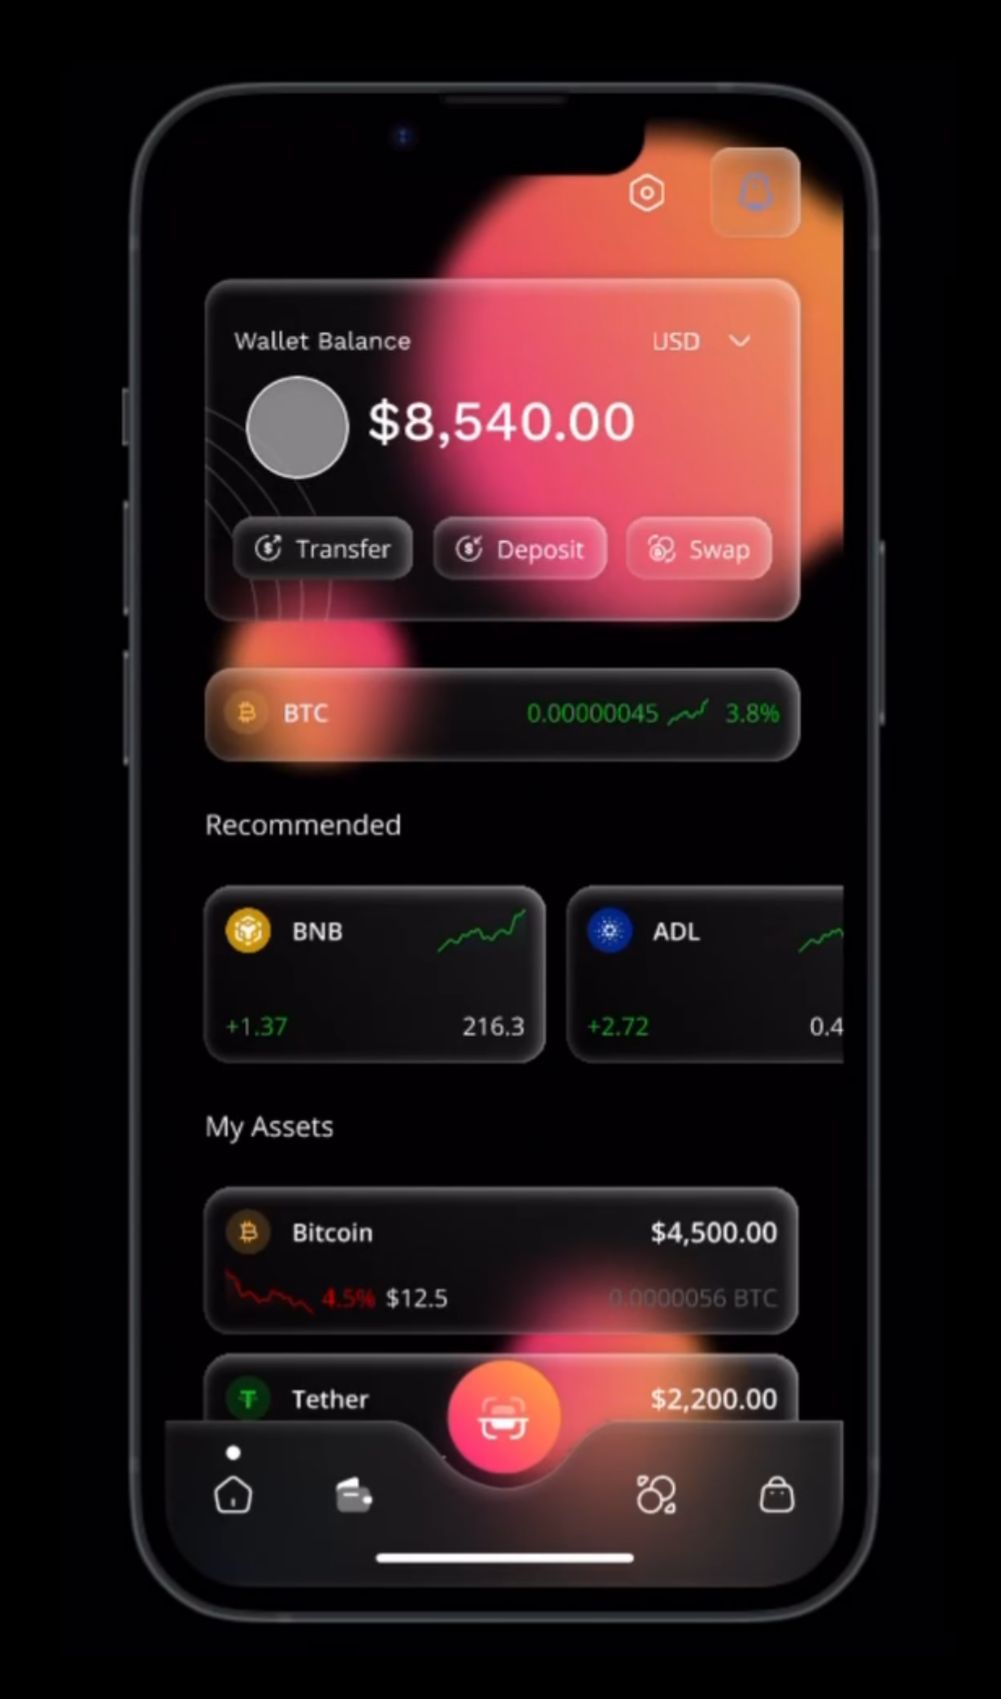 Wallet Balance USD
$8,540.00
Transfer Deposit Swap
BTC 0.00000045 3.8%
Recommended
BNB ADL
+1.37 216.3 +2.72 0.4
My Assets
Bitcoin $4,500.00
4.5% $12.5 0.0000056 BTC
Tether $2,200.00